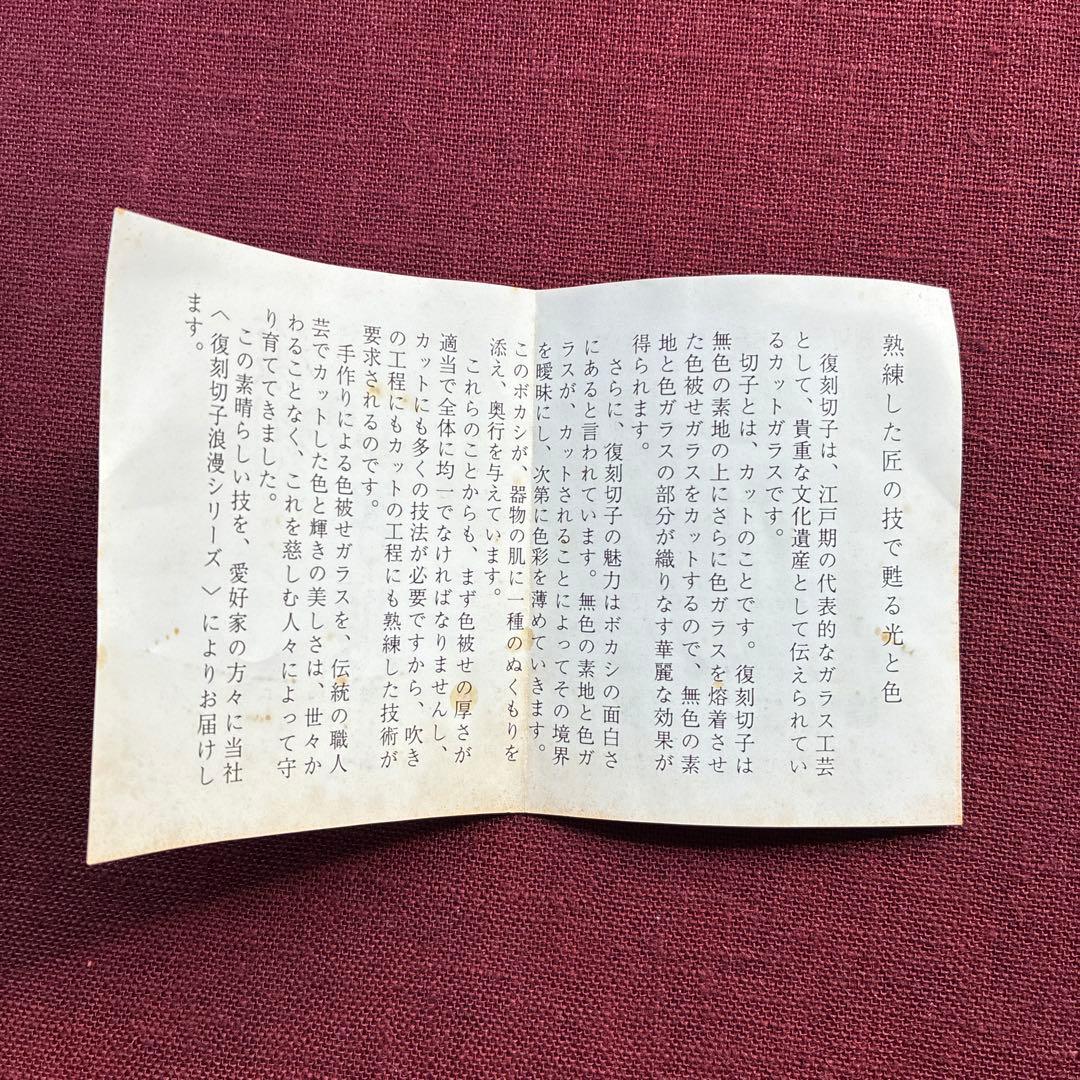 熟練した匠の技で甦る光と色
復刻切子は、江戸期の代表的なガラス工芸
として、貴重な文化遺産として伝えられてい
るカットガラスです。
切子とは、カットのことです。復刻切子は
無色の素地の上にさらに色ガラスを熔着させ
た色被せガラスをカットするので、無色の素
地と色ガラスの部分が織りなす華麗な効果が
得られます。
さらに、復刻切子の魅力はボカシの面白さ
にあると言われています。無色の素地と色ガ
ラスが、カットされることによってその境界
を曖昧にし、次第に色彩を薄めていきます。
このボカシが、器物の肌に一種のぬくもりを
添え、奥行を与えています。
これらのことからも、まず色被せの厚さが
適当で全体に均一でなければなりませんし、
カットにも多くの技法が必要ですから、吹き
の工程にもカットの工程にも熟練した技術が
要求されるのです。
手作りによる色被せガラスを、伝統の職人
芸でカットした色と輝きの美しさは、世々か
わることなく、これを慈しむ人々によって守
り育ててきました。
この素晴らしい技を、愛好家の方々に当社
〈復刻切子浪漫シリーズ〉によりお届けし
ます。